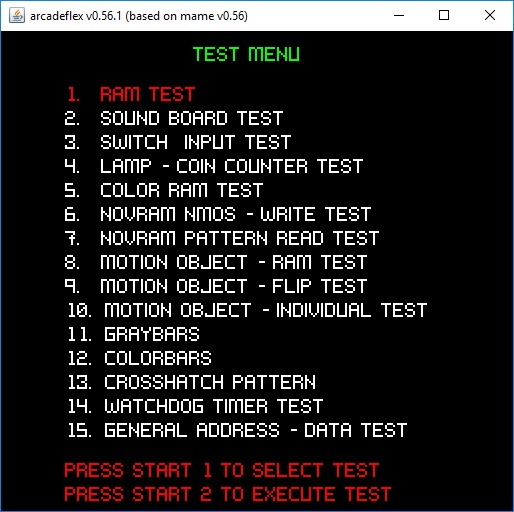 arcadeflex v0.56.1 (based on mame v0.56)
TEST MENU
1. RAM TEST
2. SOUND BOARD TEST
3. SWITCH INPUT TEST
4. LAMP - COIN COUNTER TEST
5. COLOR RAM TEST
6. NOVRAM NMOS - WRITE TEST
7. NOVRAM PATTERN READ TEST
8. MOTION OBJECT - RAM TEST
9. MOTION OBJECT - FLIP TEST
10. MOTION OBJECT - INDIVIDUAL TEST
11. GRAYBARS
12. COLORBARS
13. CROSSHATCH PATTERN
14. WATCHDOG TIMER TEST
15. GENERAL ADDRESS - DATA TEST
PRESS START 1 TO SELECT TEST
PRESS START 2 TO EXECUTE TEST